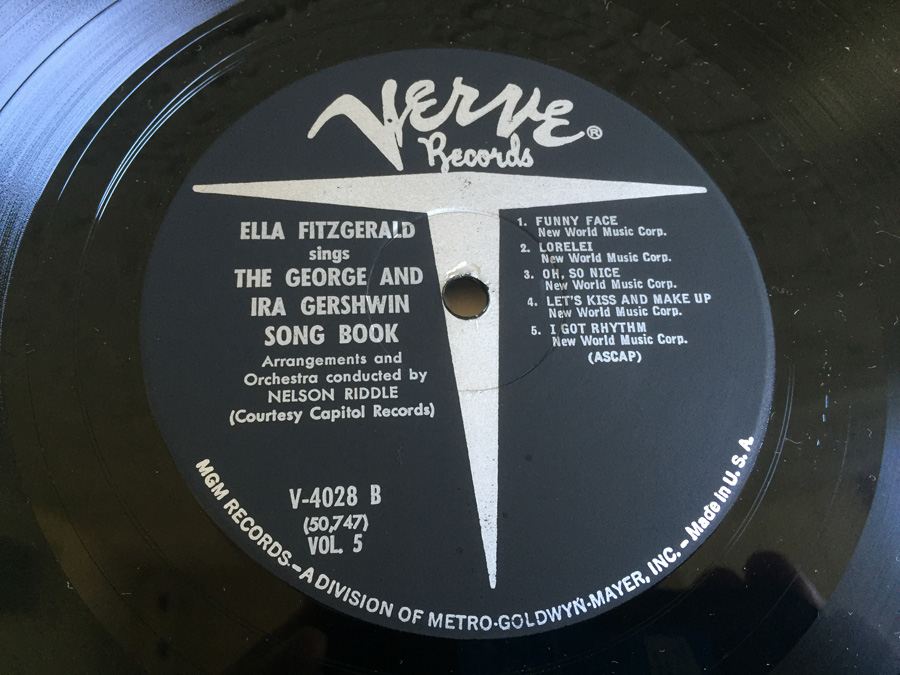 VERVE®
Records
ELLA FITZGERALD
sings
THE GEORGE AND
IRA GERSHWIN
SONG BOOK
Arrangements and
Orchestra conducted by
NELSON RIDDLE
(Courtesy Capitol Records)
1. FUNNY FACE
New World Music Corp.
2. LORELEI
New World Music Corp.
3. OH, SO NICE
New World Music Corp.
4. LET'S KISS AND MAKE UP
New World Music Corp.
5. I GOT RHYTHM
New World Music Corp.
(ASCAP)
V-4028 B
(50,747)
VOL. 5
MGM RECORDS–A DIVISION OF METRO-GOLDWYN-MAYER, INC. – Made in U. S. A.